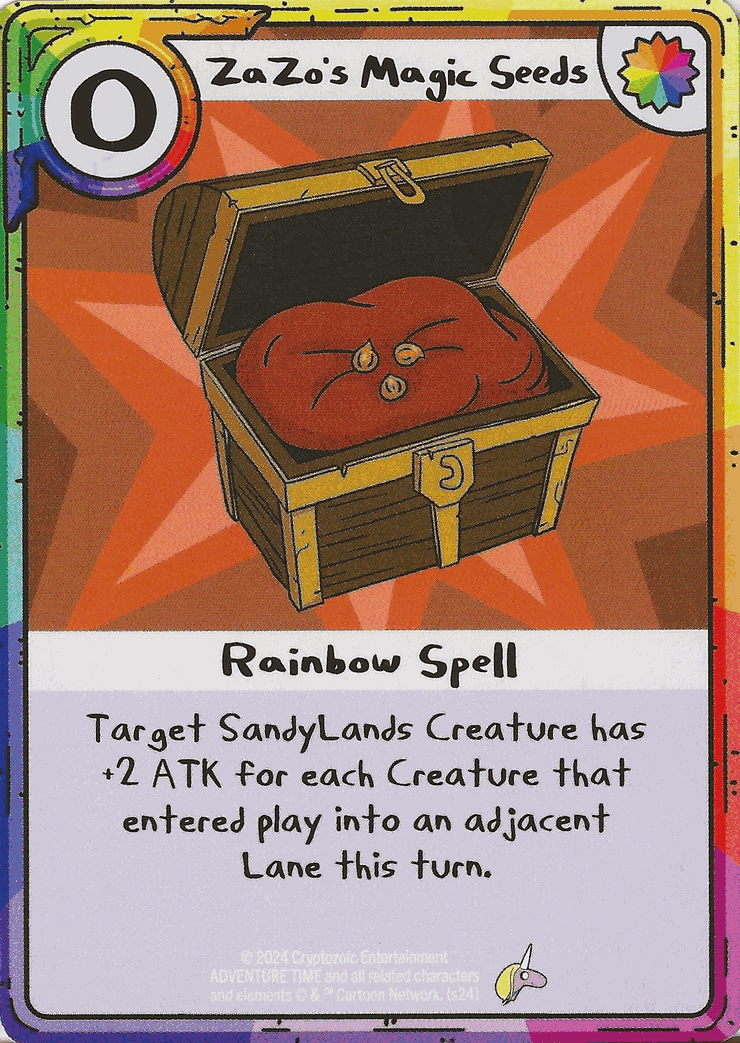 0
ZaZo's Magic Seeds
Rainbow Spell
Target SandyLands Creature has
+2 ATK for each Creature that
entered play into an adjacent
Lane this turn.
© 2024 Cryptozoic Entertainment
ADVENTURE TIME and all related characters
and elements © & ™ Cartoon Network. (s24)